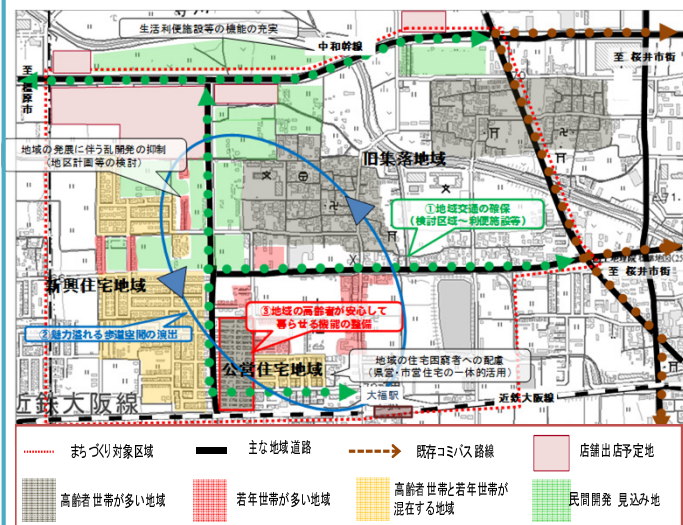 生活利便施設等の機能の充実
中和幹線
至 桜井市街
至 橿原市
地域の発展に伴う乱開発の抑制
(地区計画等の検討)
旧集落地域
①地域交通の確保
(検討区域~利便施設等)
至 桜井市街
新興住宅地域
③地域の高齢者が安心して
暮らせる機能の整備
②魅力溢れる歩道空間の演出
公営住宅地域
地域の住宅困窮者への配慮
(県営・市営住宅の一体的活用)
大福駅
近鉄大阪線
近鉄大阪線
まちづくり対象区域
主な地域道路
既存コミバス路線
店舗出店予定地
高齢者世帯が多い地域
若年世帯が多い地域
高齢者世帯と若年世帯が
混在する地域
民間開発 見込み地